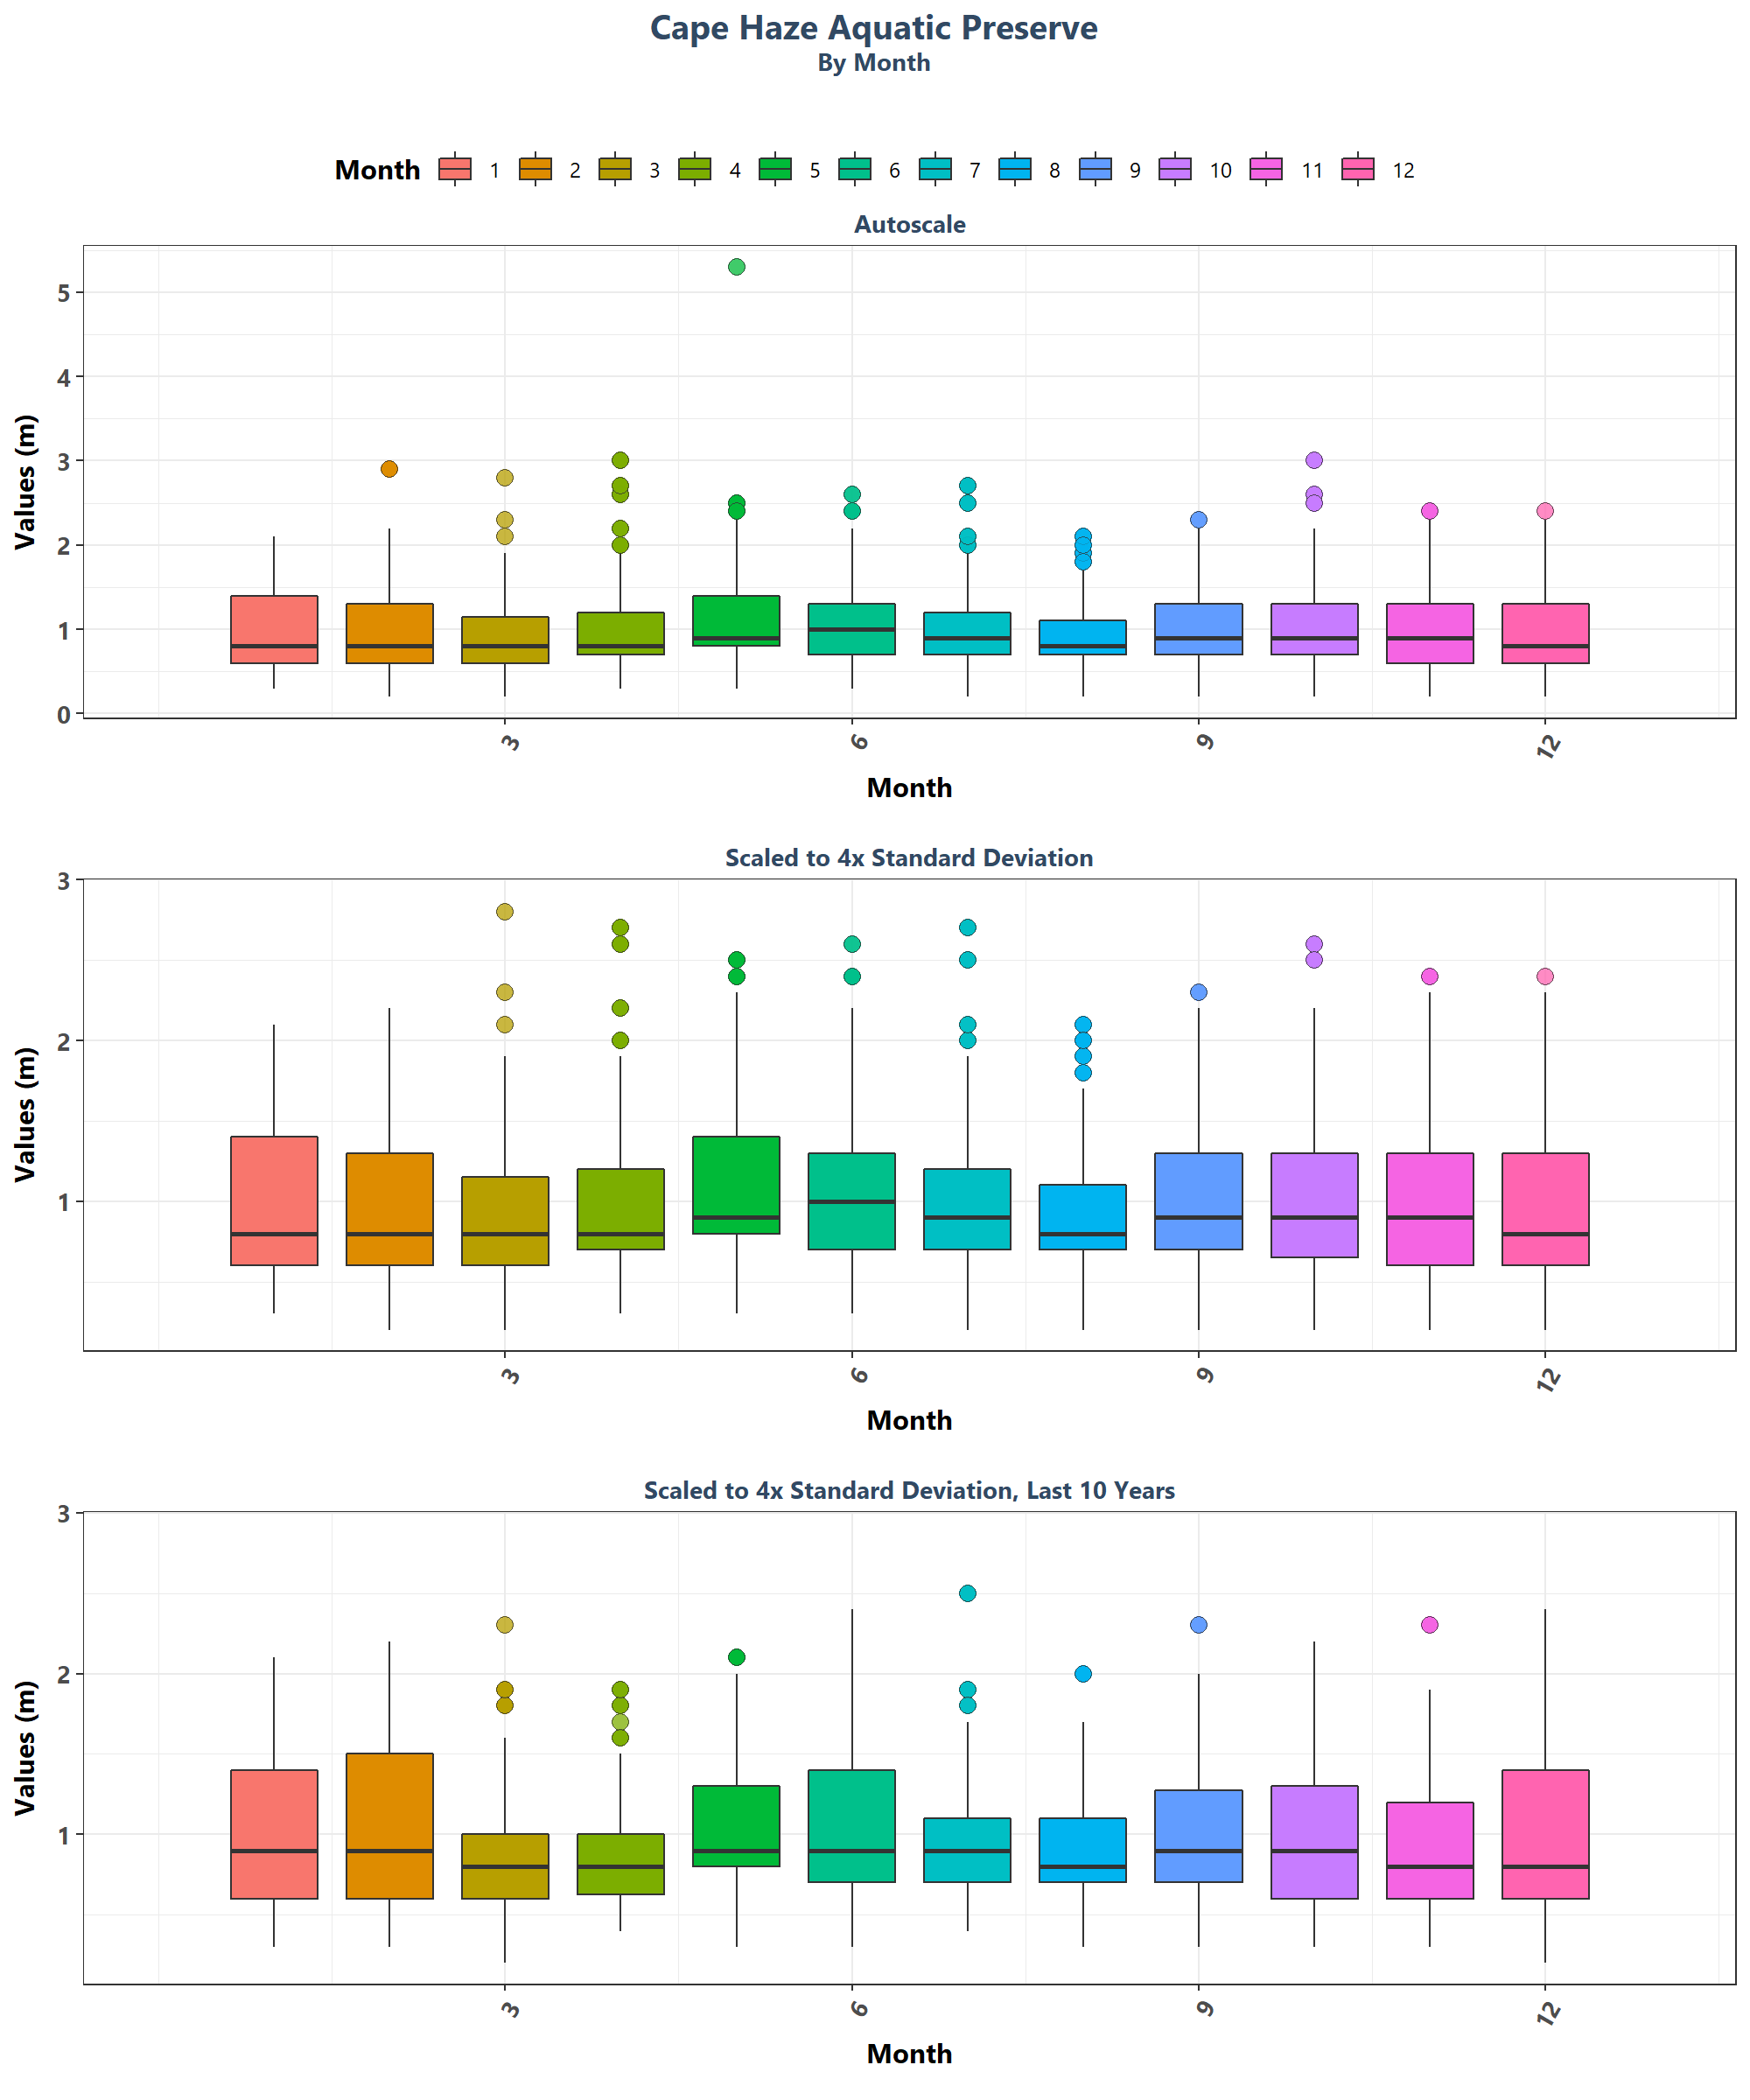 Cape Haze Aquatic Preserve
By Month
Month 1 2 3 4 5 6 7 8 9 10 11 12
Autoscale
Values (m)
5
4
3
2
1
0
3 6 9 12
Month
Scaled to 4x Standard Deviation
Values (m)
3
2
1
3 6 9 12
Month
Scaled to 4x Standard Deviation, Last 10 Years
Values (m)
3
2
1
3 6 9 12
Month